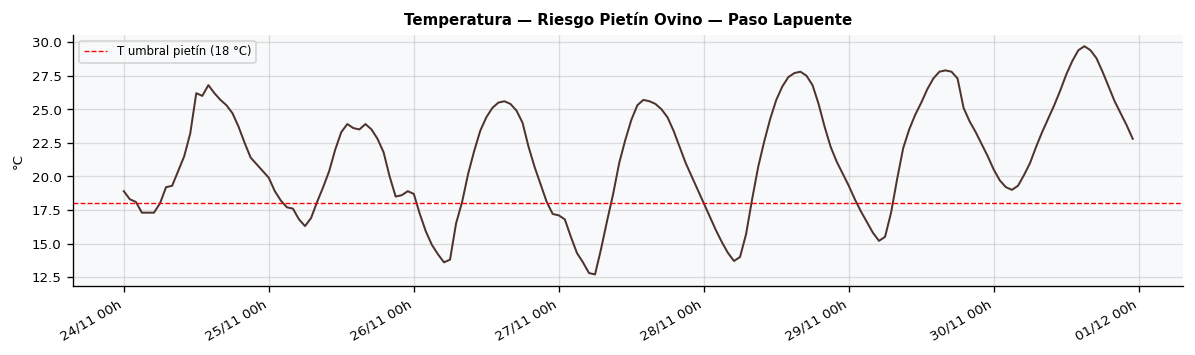 Temperatura — Riesgo Pietín Ovino — Paso Lapuente
T umbral pietín (18 °C)
°C
30.0
27.5
25.0
22.5
20.0
17.5
15.0
12.5
24/11 00h
25/11 00h
26/11 00h
27/11 00h
28/11 00h
29/11 00h
30/11 00h
01/12 00h